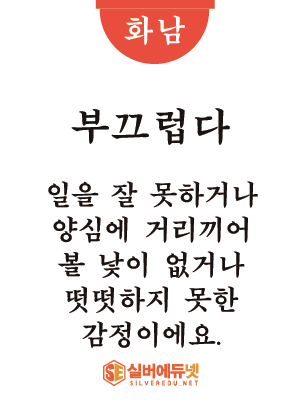 화남
부끄럽다
일을 잘 못하거나
양심에 거리끼어
볼 낯이 없거나
떳떳하지 못한
감정이에요.
SE 실버에듀넷
SILVEREDU.NET